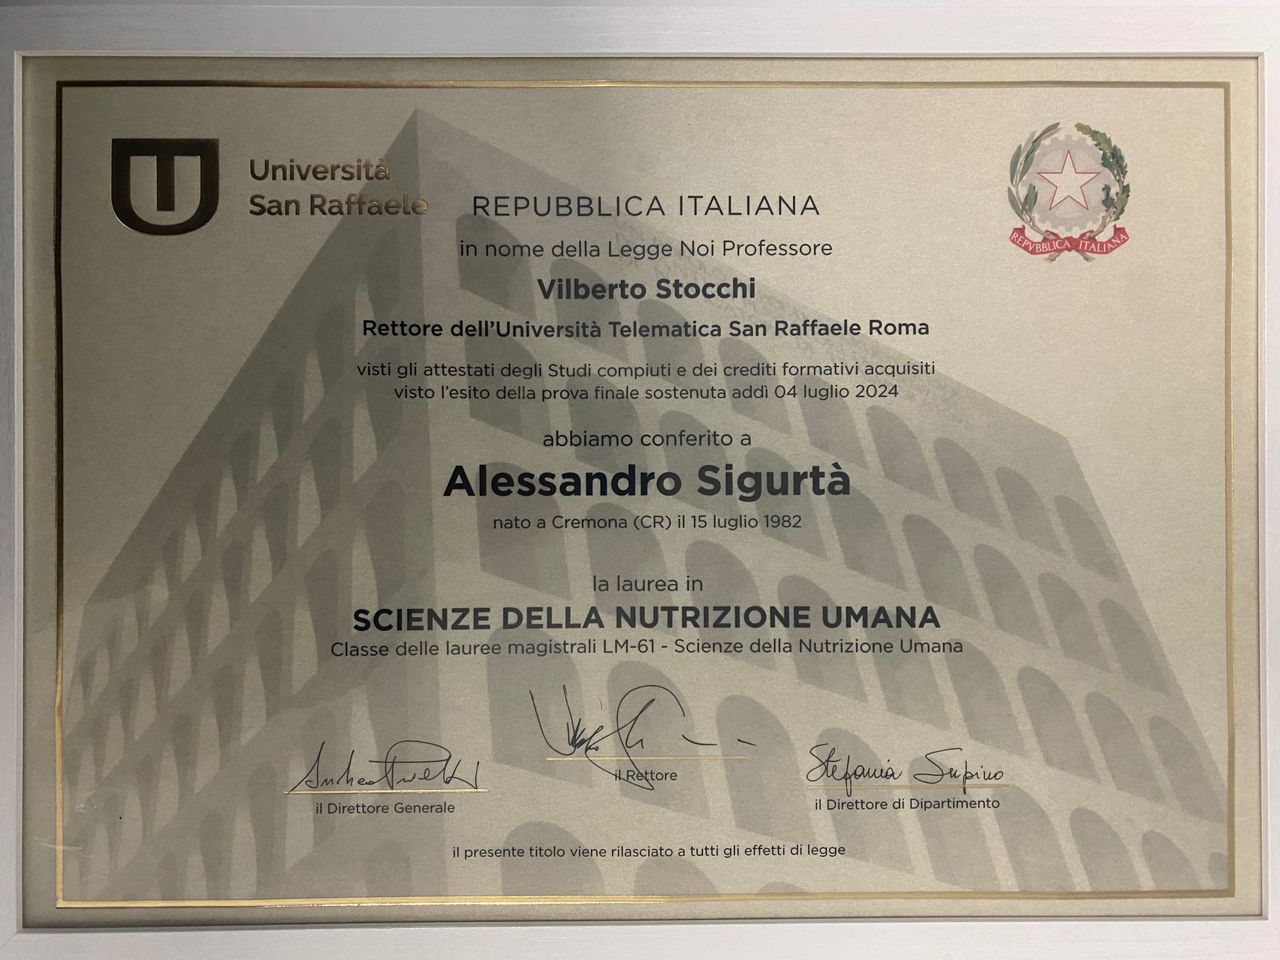 Università
San Raffaele
REPUBBLICA ITALIANA
REPVBBLICA ITALIANA
in nome della Legge Noi Professore
Vilberto Stocchi
Rettore dell'Università Telematica San Raffaele Roma
visti gli attestati degli Studi compiuti e dei crediti formativi acquisiti
visto l'esito della prova finale sostenuta addì 04 luglio 2024
abbiamo conferito a
Alessandro Sigurtà
nato a Cremona (CR) il 15 luglio 1982
la laurea in
SCIENZE DELLA NUTRIZIONE UMANA
Classe delle lauree magistrali LM-61 - Scienze della Nutrizione Umana
Stefania Supino
il Direttore Generale
il Rettore
il Direttore di Dipartimento
il presente titolo viene rilasciato a tutti gli effetti di legge